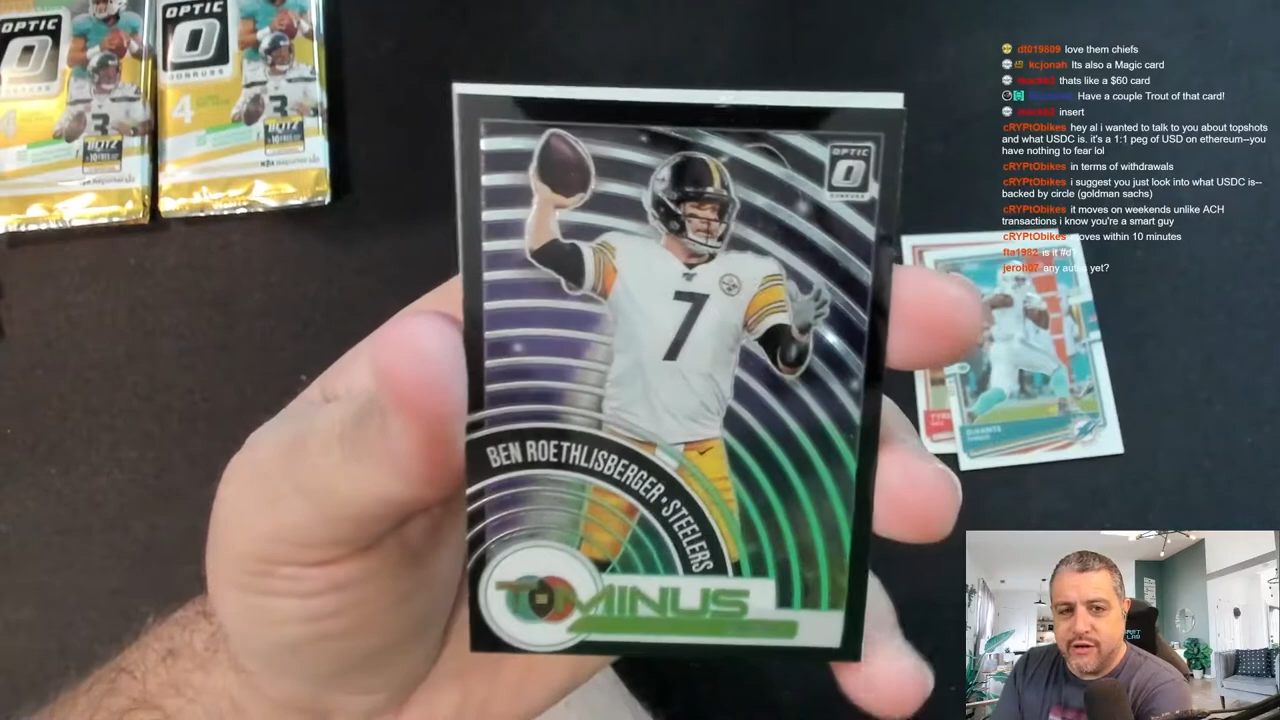 OPTIC
DONRUSS
4
3
BLITZ
OPTIC
DONRUSS
4
3
BLITZ
OPTIC
DONRUSS
7
BEN ROETHLISBERGER · STEELERS
MINUS
dt019809 love them chiefs
kcjonah Its also a Magic card
thats like a $60 card
Have a couple Trout of that card!
insert
cRYPtObikes hey al i wanted to talk to you about topshots
and what USDC is. it's a 1:1 peg of USD on ethereum--you
have nothing to fear lol
cRYPtObikes in terms of withdrawals
cRYPtObikes i suggest you just look into what USDC is--
backed by circle (goldman sachs)
cRYPtObikes it moves on weekends unlike ACH
transactions i know you're a smart guy
cRYPtObikes moves within 10 minutes
fta1982 is it #d?
jeroh07 any autos yet?